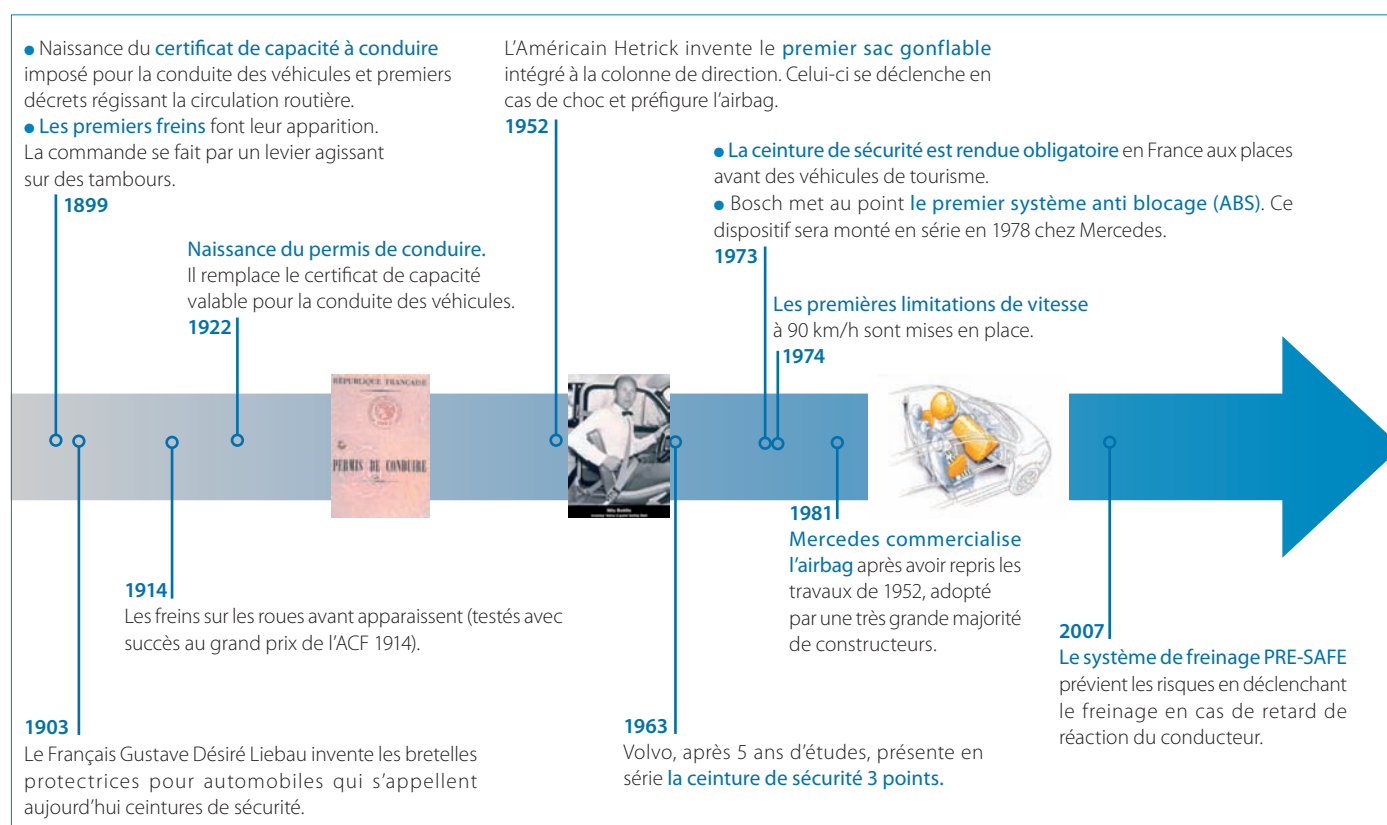 ● Naissance du certificat de capacité à conduire
imposé pour la conduite des véhicules et premiers
décrets régissant la circulation routière.
● Les premiers freins font leur apparition.
La commande se fait par un levier agissant
sur des tambours.
1899
Naissance du permis de conduire.
Il remplace le certificat de capacité
valable pour la conduite des véhicules.
1922
L'Américain Hetrick invente le premier sac gonflable
intégré à la colonne de direction. Celui-ci se déclenche en
cas de choc et préfigure l'airbag.
1952
● La ceinture de sécurité est rendue obligatoire en France aux places
avant des véhicules de tourisme.
● Bosch met au point le premier système anti blocage (ABS). Ce
dispositif sera monté en série en 1978 chez Mercedes.
1973
Les premières limitations de vitesse
à 90 km/h sont mises en place.
1974
RÉPUBLIQUE FRANÇAISE
PERMIS DE CONDUIRE
1903
Le Français Gustave Désiré Liebau invente les bretelles
protectrices pour automobiles qui s'appellent
aujourd'hui ceintures de sécurité.
1914
Les freins sur les roues avant apparaissent (testés avec
succès au grand prix de l'ACF 1914).
1963
Volvo, après 5 ans d'études, présente en
série la ceinture de sécurité 3 points.
1981
Mercedes commercialise
l'airbag après avoir repris les
travaux de 1952, adopté
par une très grande majorité
de constructeurs.
2007
Le système de freinage PRE-SAFE
prévient les risques en déclenchant
le freinage en cas de retard de
réaction du conducteur.